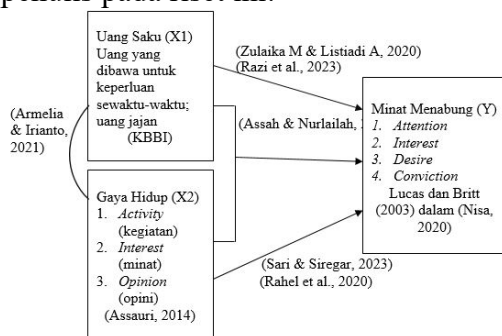 penulis pada riset ini.
Uang Saku (X1)
Uang yang
dibawa untuk
keperluan
sewaktu-waktu;
uang jajan
(KBBI)
(Zulaika M & Listiadi A, 2020)
(Razi et al., 2023)
(Armelia
& Irianto,
2021)
(Assah & Nurlailah,
Minat Menabung (Y)
1. Attention
2. Interest
3. Desire
4. Conviction
Lucas dan Britt
(2003) dalam (Nisa,
2020)
Gaya Hidup (X2)
1. Activity
(kegiatan)
2. Interest
(minat)
3. Opinion
(opini)
(Assauri, 2014)
(Sari & Siregar, 2023)
(Rahel et al., 2020)